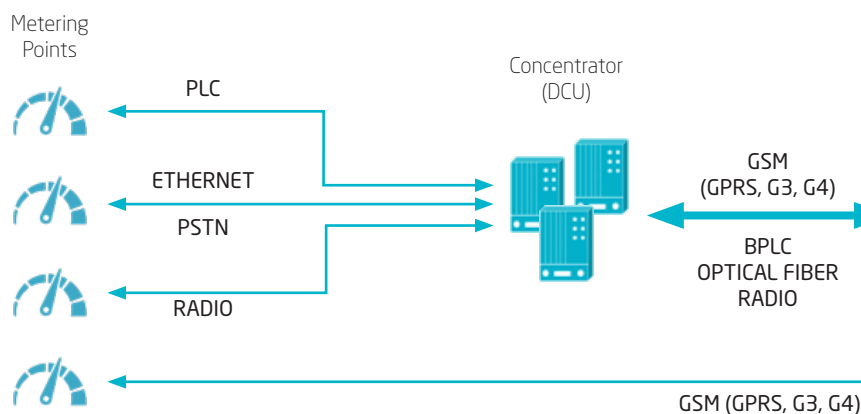 Metering
Points
PLC
Concentrator
(DCU)
ETHERNET
PSTN
GSM
(GPRS, G3, G4)
BPLC
OPTICAL FIBER
RADIO
RADIO
GSM (GPRS, G3, G4)